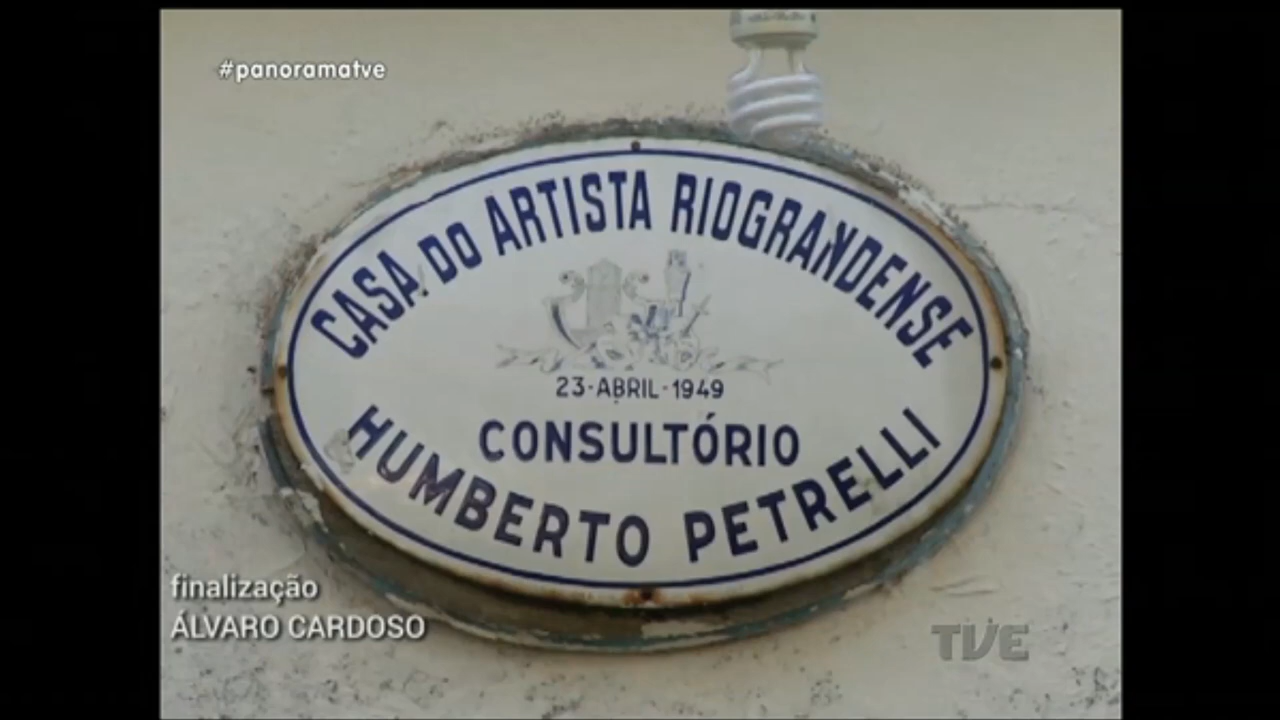 #panoramatve
CASA DO ARTISTA RIOGRANDENSE
23-ABRIL-1949
CONSULTÓRIO
HUMBERTO PETRELLI
finalização
ÁLVARO CARDOSO
TVE